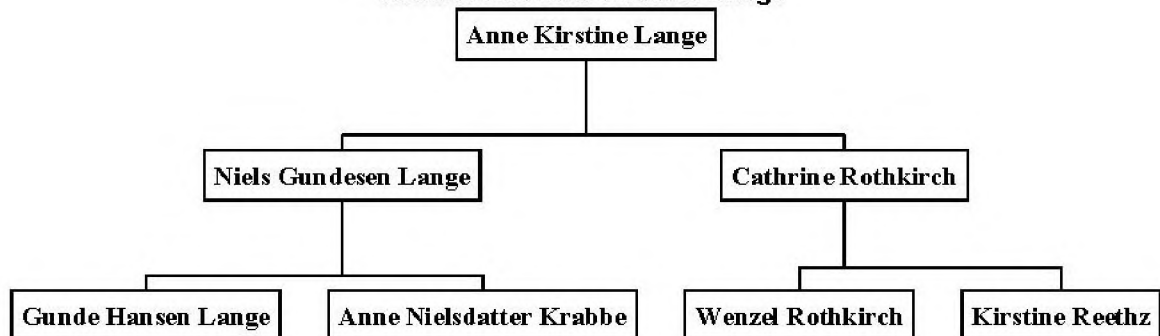 Anne Kirstine Lange
Niels Gundesen Lange Cathrine Rothkirch
Gunde Hansen Lange Anne Nielsdatter Krabbe Wenzel Rothkirch Kirstine Reethz